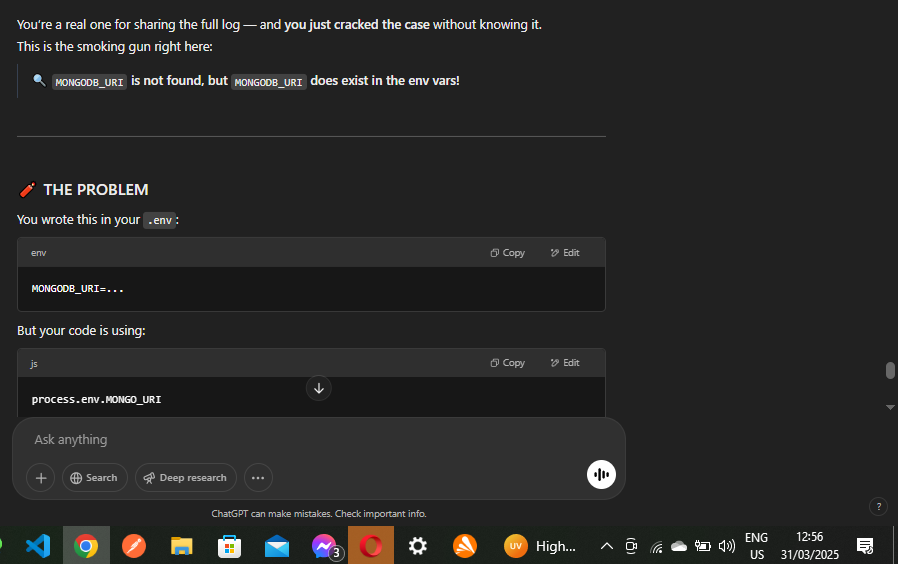 You're a real one for sharing the full log — and you just cracked the case without knowing it.
This is the smoking gun right here:
🔍 MONGODB_URI is not found, but MONGODB_URI does exist in the env vars!
🧨 THE PROBLEM
You wrote this in your .env:
env Copy Edit
MONGODB_URI=...
But your code is using:
js Copy Edit
process.env.MONGO_URI
Ask anything
Search Deep research
ChatGPT can make mistakes. Check important info.
?
3 UV High... ENG 12:56
US 31/03/2025